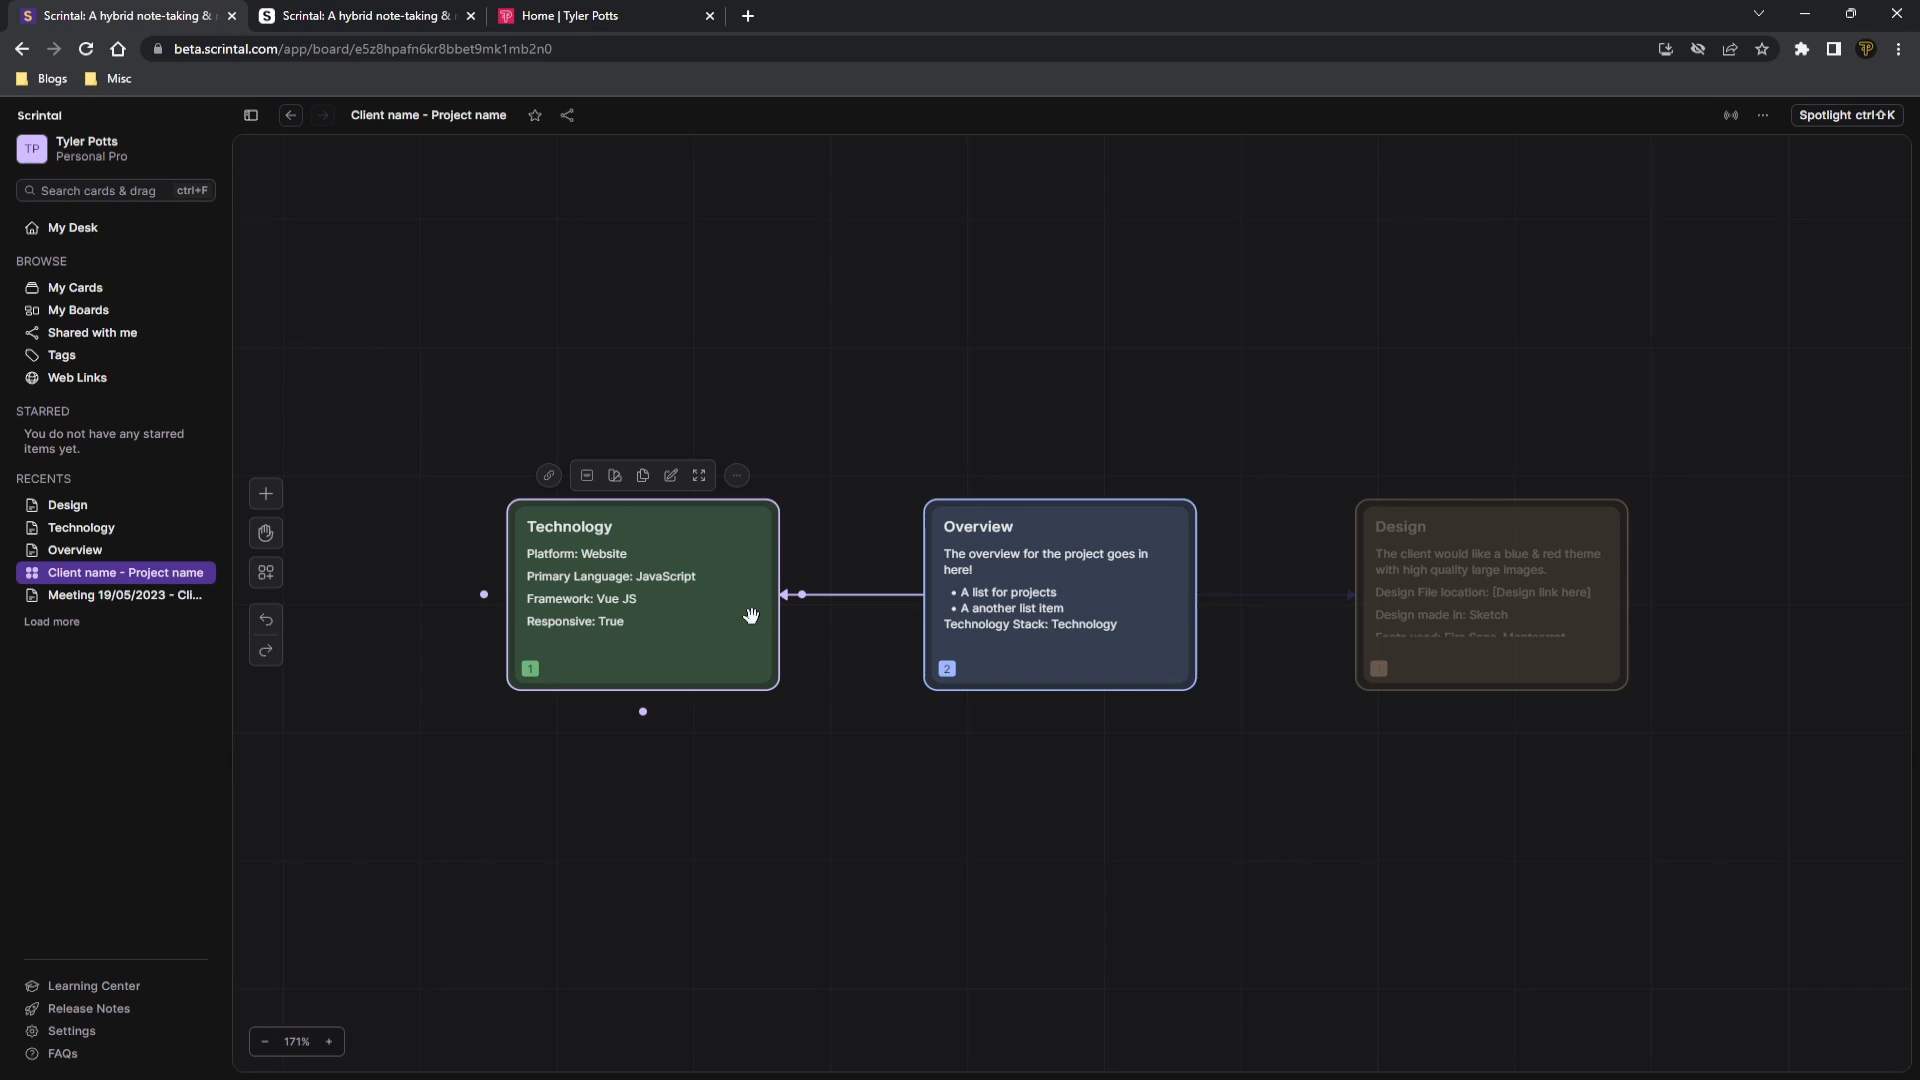 Scrintal: A hybrid note-taking &
Scrintal: A hybrid note-taking &
Home | Tyler Potts
beta.scrintal.com/app/board/e5z8hpafn6kr8bbet9mk1mb2n0
Blogs
Misc
Scrintal
Client name - Project name
Spotlight ctrl⇧K
TP
Tyler Potts
Personal Pro
Search cards & drag
ctrl+F
My Desk
BROWSE
My Cards
My Boards
Shared with me
Tags
Web Links
STARRED
You do not have any starred
items yet.
RECENTS
Design
Technology
Overview
Client name - Project name
Meeting 19/05/2023 - Cli...
Load more
Technology
Platform: Website
Primary Language: JavaScript
Framework: Vue JS
Responsive: True
1
Overview
The overview for the project goes in
here!
• A list for projects
• A another list item
Technology Stack: Technology
2
Design
The client would like a blue & red theme
with high quality large images.
Design File location: [Design link here]
Design made in: Sketch
Fonts used: Fira Sans, Montserrat
Learning Center
Release Notes
Settings
FAQs
− 171% +